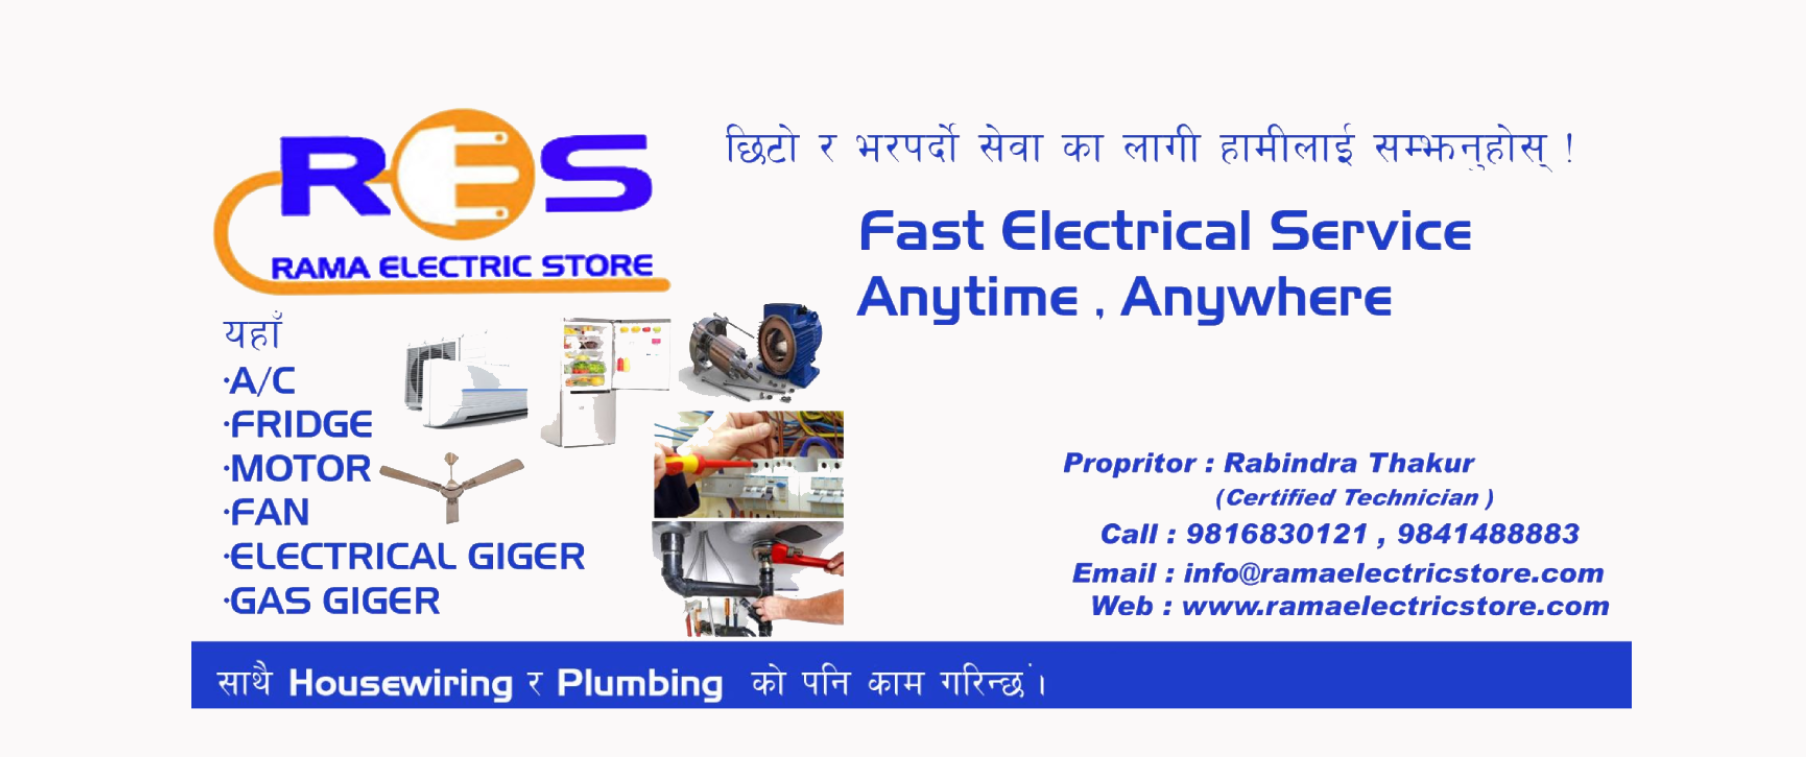 RES
RAMA ELECTRIC STORE
छिटो र भरपर्दो सेवा का लागी हामीलाई सम्झनुहोस् !
Fast Electrical Service
Anytime , Anywhere
यहाँ
·A/C
·FRIDGE
·MOTOR
·FAN
·ELECTRICAL GIGER
·GAS GIGER
Propritor : Rabindra Thakur
(Certified Technician )
Call : 9816830121 , 9841488883
Email : info@ramaelectricstore.com
Web : www.ramaelectricstore.com
साथै Housewiring र Plumbing को पनि काम गरिन्छं ।